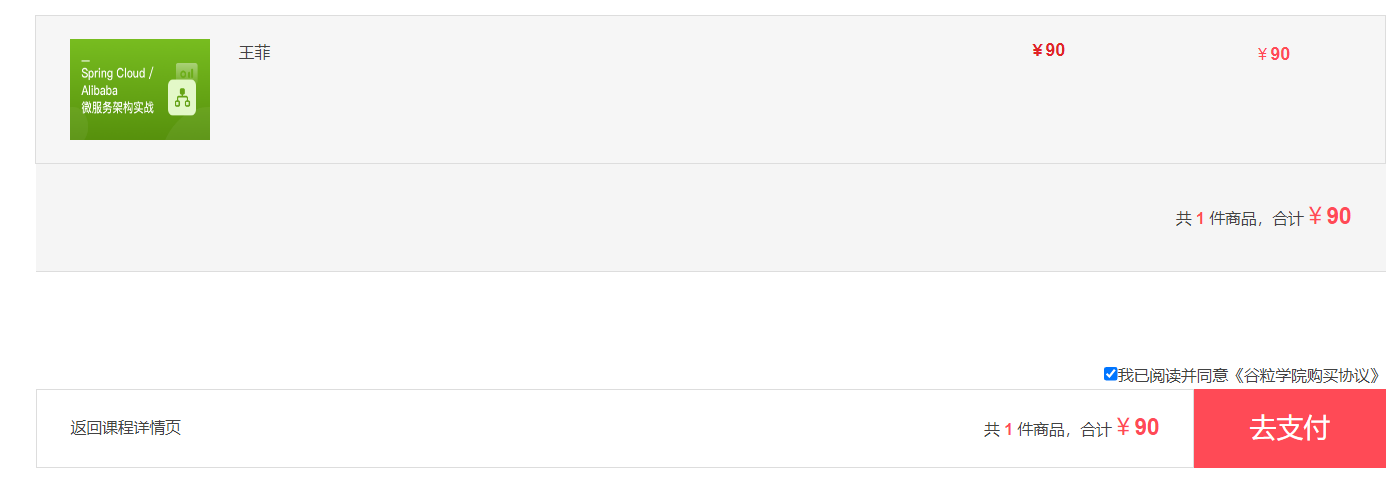 Spring Cloud /
Alibaba
微服务架构实战
王菲
¥90
¥90
共 1 件商品，合计 ¥90
我已阅读并同意《谷粒学院购买协议》
返回课程详情页
共 1 件商品，合计 ¥90
去支付